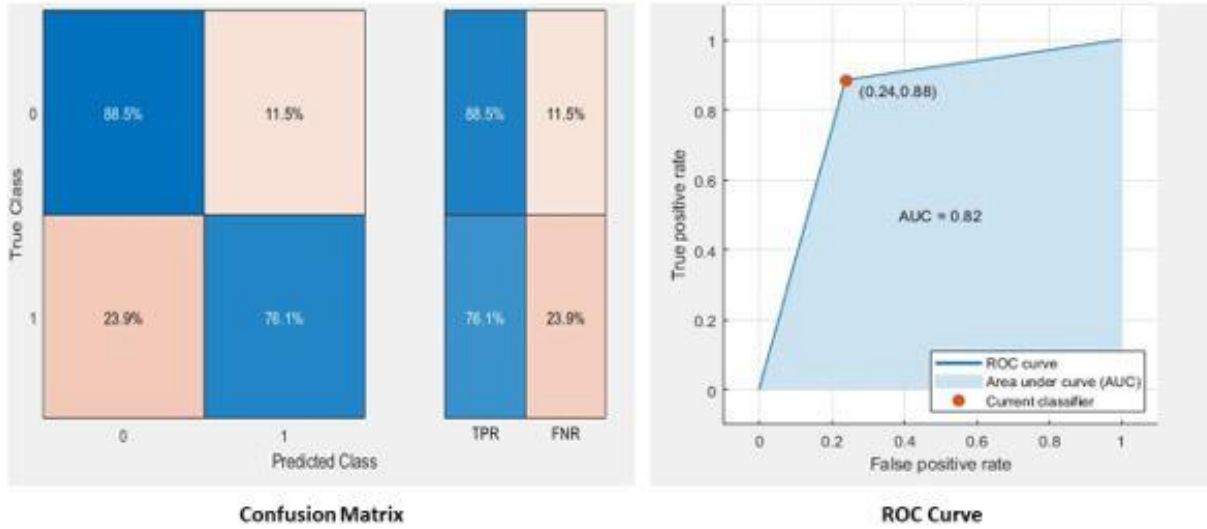 True Class
0
88.5%
11.5%
88.5%
11.5%
1
23.9%
76.1%
76.1%
23.9%
0
1
TPR
FNR
Predicted Class
Confusion Matrix
True positive rate
1
0.8
0.6
0.4
0.2
0
(0.24,0.88)
AUC = 0.82
ROC curve
Area under curve (AUC)
Current classifier
0
0.2
0.4
0.6
0.8
1
False positive rate
ROC Curve